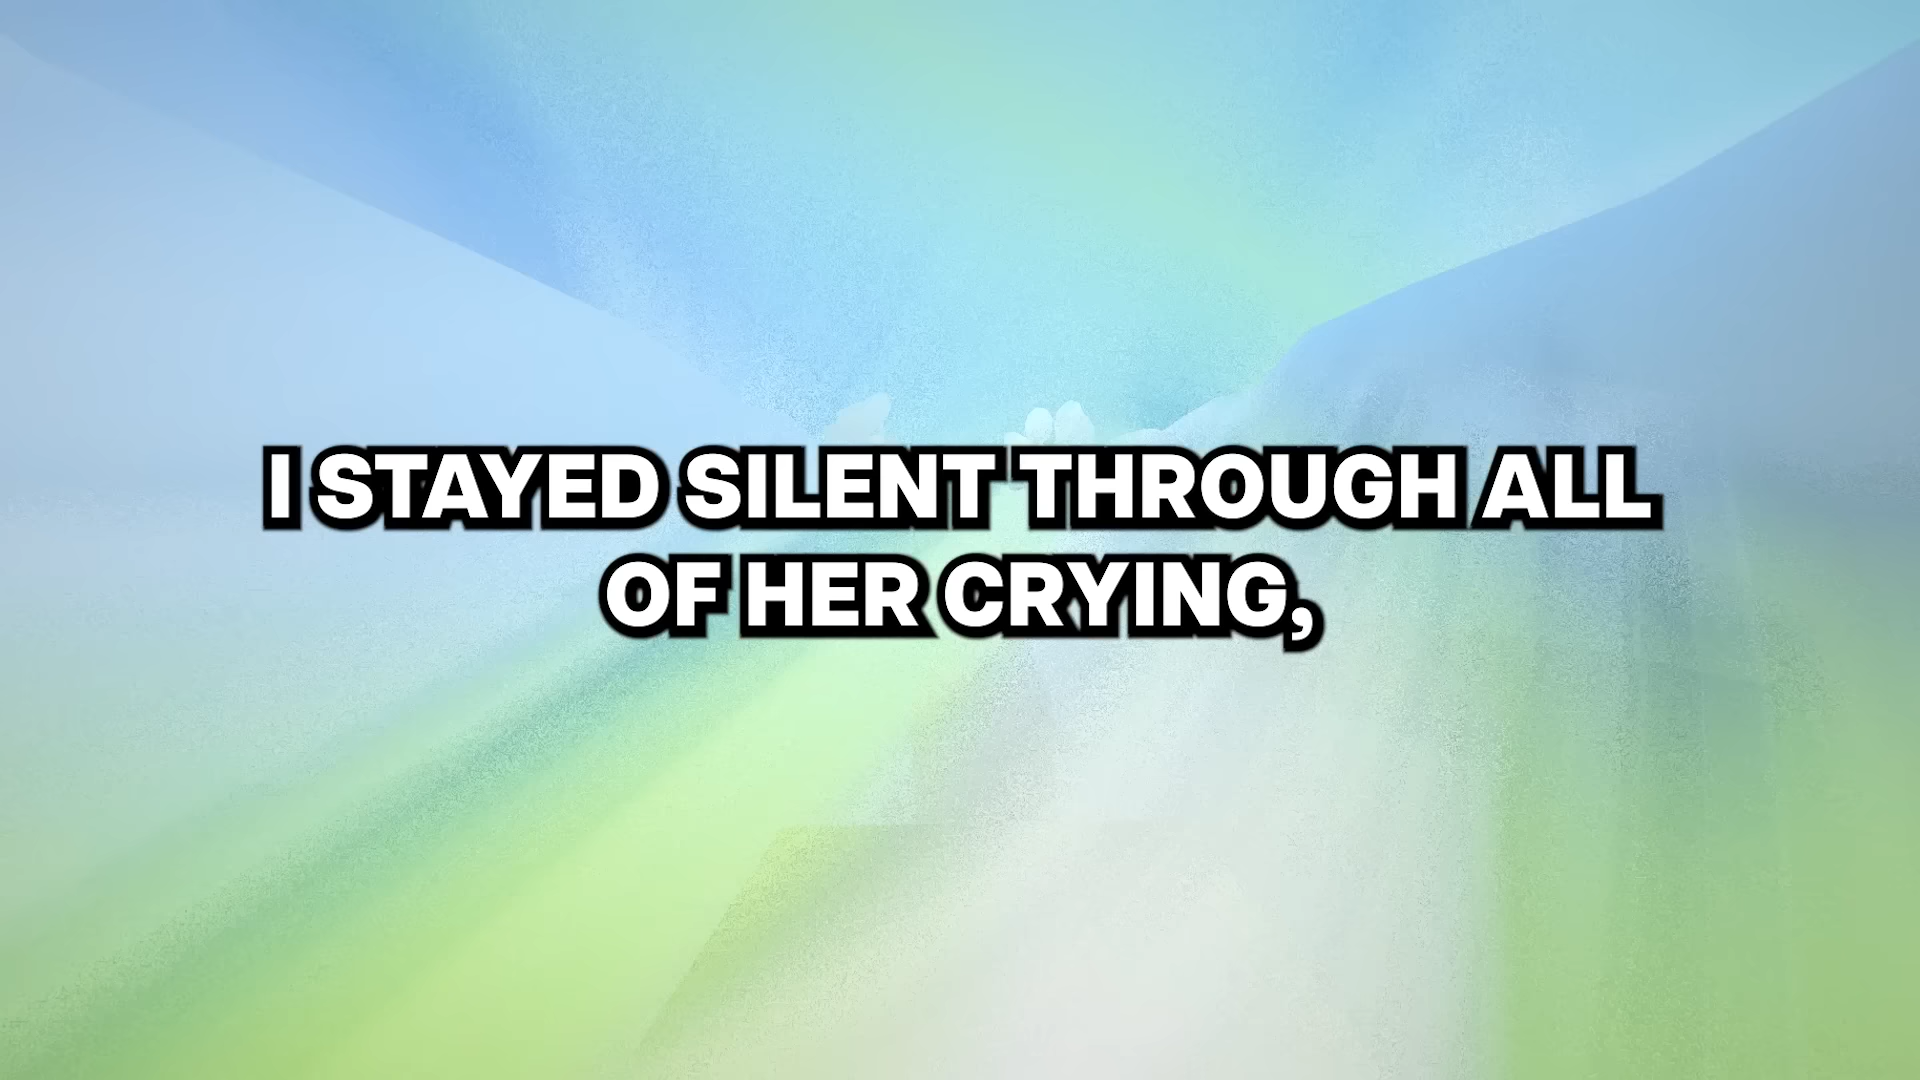 I STAYED SILENT THROUGH ALL
OF HER CRYING,